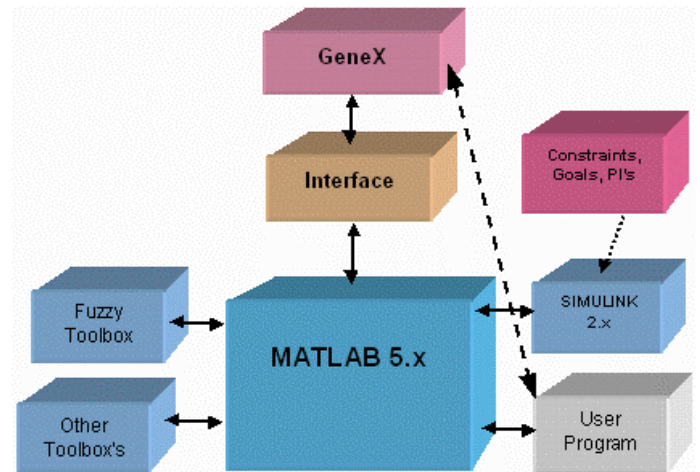 GeneX
Interface
Constraints,
Goals, PI's
Fuzzy
Toolbox
MATLAB 5.x
SIMULINK
2.x
Other
Toolbox's
User
Program